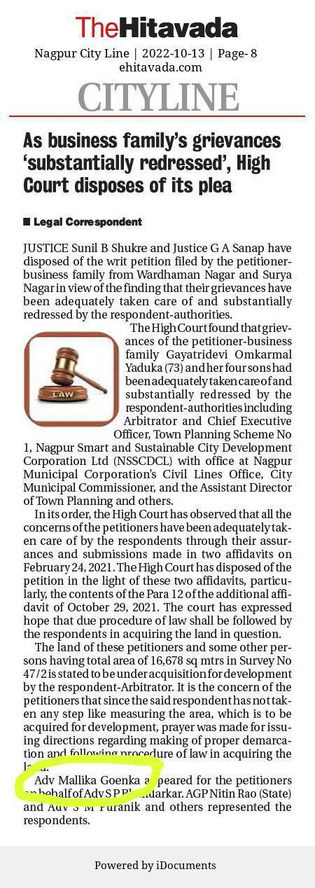 TheHitavada
Nagpur City Line | 2022-10-13 | Page- 8
ehitavada.com
CITYLINE
As business family's grievances
'substantially redressed', High
Court disposes of its plea
■ Legal Correspondent
JUSTICE Sunil B Shukre and Justice G A Sanap have
disposed of the writ petition filed by the petitioner-
business family from Wardhaman Nagar and Surya
Nagar in view of the finding that their grievances have
been adequately taken care of and substantially
redressed by the respondent-authorities.
The High Court found that griev-
ances of the petitioner-business
family Gayatridevi Omkarmal
Yaduka (73) and her four sons had
been adequately taken care of and
substantially redressed by the
respondent-authorities including
Arbitrator and Chief Executive
Officer, Town Planning Scheme No
LAW
1, Nagpur Smart and Sustainable City Development
Corporation Ltd (NSSCDCL) with office at Nagpur
Municipal Corporation's Civil Lines Office, City
Municipal Commissioner, and the Assistant Director
of Town Planning and others.
In its order, the High Court has observed that all the
concerns of the petitioners have been adequately tak-
en care of by the respondents through their assur-
ances and submissions made in two affidavits on
February 24, 2021. The High Court has disposed of the
petition in the light of these two affidavits, particu-
larly, the contents of the Para 12 of the additional affi-
davit of October 29, 2021. The court has expressed
hope that due procedure of law shall be followed by
the respondents in acquiring the land in question.
The land of these petitioners and some other per-
sons having total area of 16,678 sq mtrs in Survey No
47/2 is stated to be under acquisition for development
by the respondent-Arbitrator. It is the concern of the
petitioners that since the said respondent has not tak-
en any step like measuring the area, which is to be
acquired for development, prayer was made for issu-
ing directions regarding making of proper demarca-
tion and following procedure of law in acquiring the
Adv Mallika Goenka appeared for the petitioners
on behalf of Adv S P AGP Nitin Rao (State)
and Adv S M Puranik and others represented the
respondents.
Powered by iDocuments